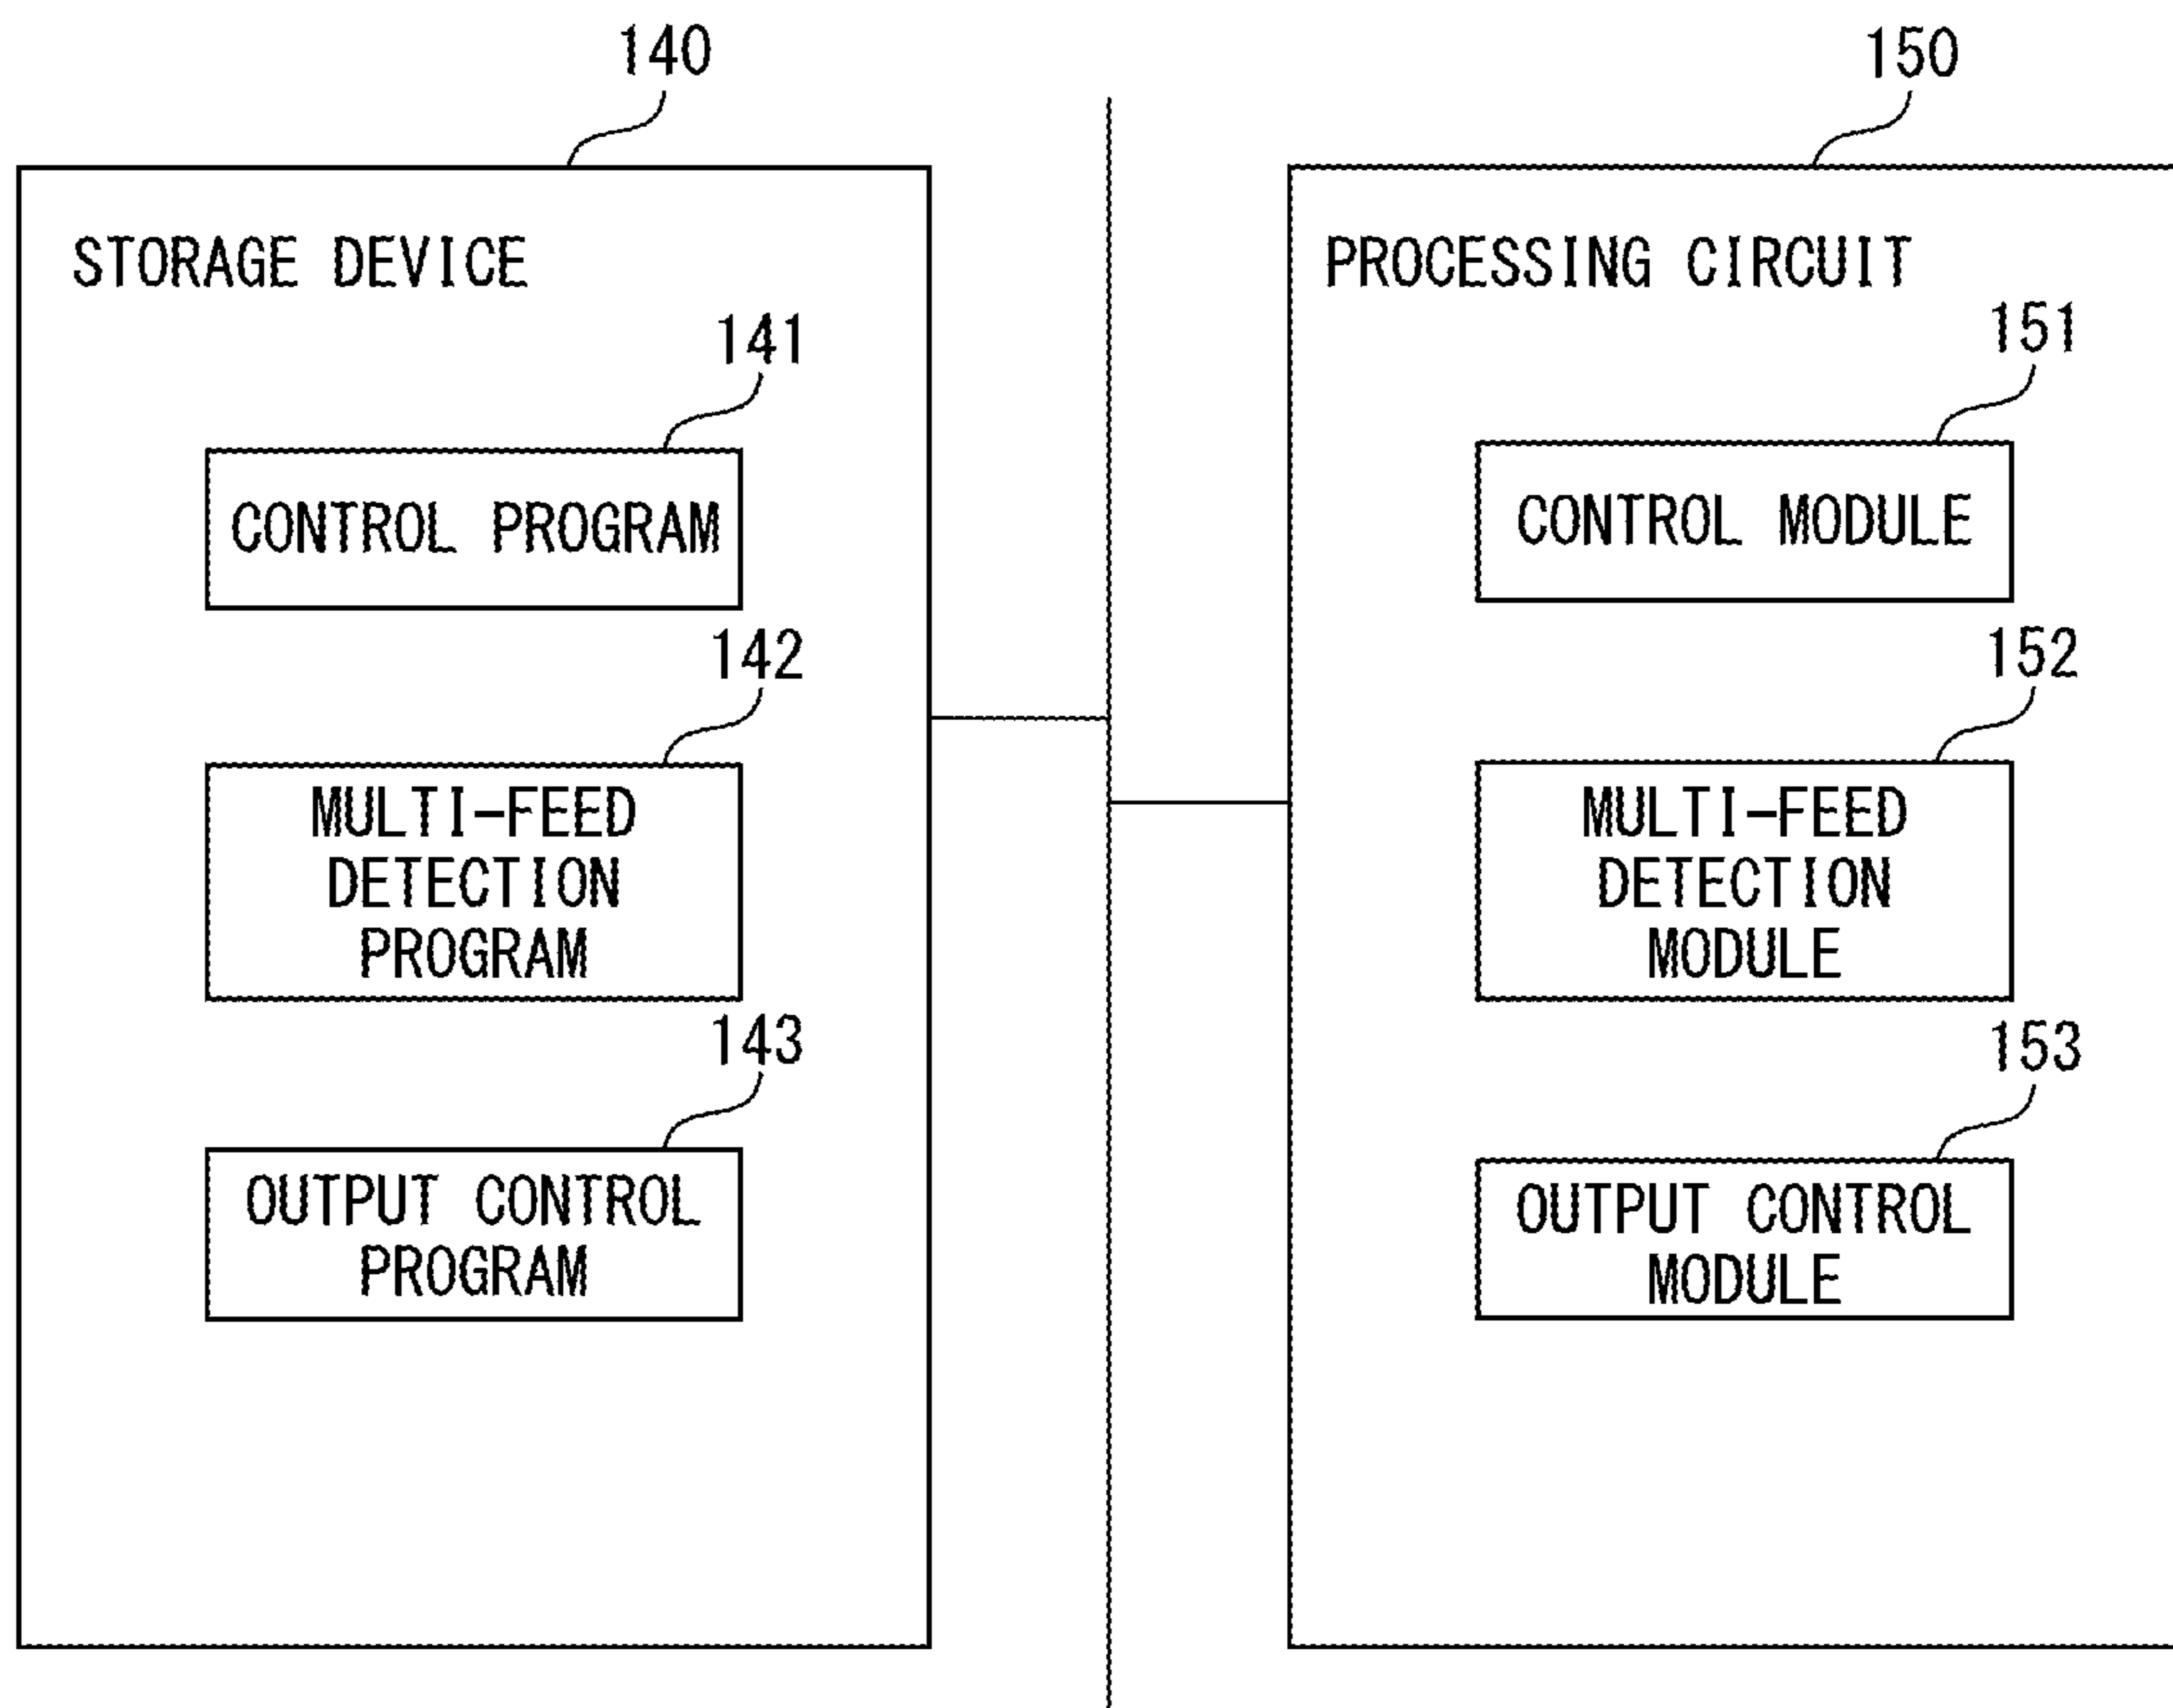 140
STORAGE DEVICE
141
CONTROL PROGRAM
142
MULTI-FEED
DETECTION
PROGRAM
143
OUTPUT CONTROL
PROGRAM
150
PROCESSING CIRCUIT
151
CONTROL MODULE
152
MULTI-FEED
DETECTION
MODULE
153
OUTPUT CONTROL
MODULE